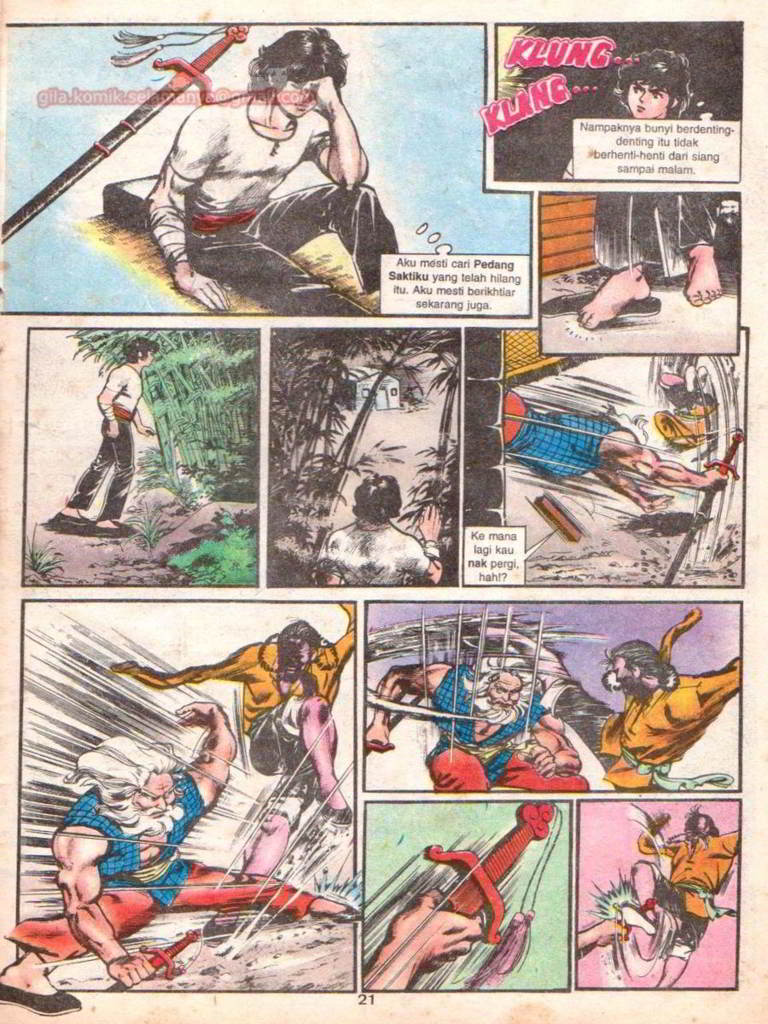 gila.komik.selamanya@gmail.com
KLUNG...
KLANG...
Nampaknya bunyi berdenting-
denting itu tidak
berhenti-henti dari siang
sampai malam.
Aku mesti cari Pedang
Saktiku yang telah hilang
itu. Aku mesti berikhtiar
sekarang juga.
Ke mana
lagi kau
nak pergi,
hah!?
21